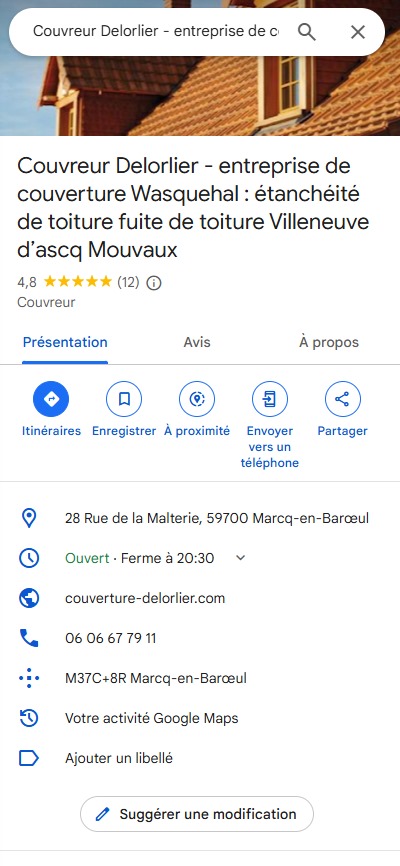 Couvreur Delorlier - entreprise de c
Couvreur Delorlier - entreprise de
couverture Wasquehal : étanchéité
de toiture fuite de toiture Villeneuve
d’ascq Mouvaux
4,8 (12)
Couvreur
Présentation Avis À propos
Itinéraires Enregistrer À proximité Envoyer vers un téléphone Partager
28 Rue de la Malterie, 59700 Marcq-en-Barœul
Ouvert · Ferme à 20:30
couverture-delorlier.com
06 06 67 79 11
M37C+8R Marcq-en-Barœul
Votre activité Google Maps
Ajouter un libellé
Suggérer une modification